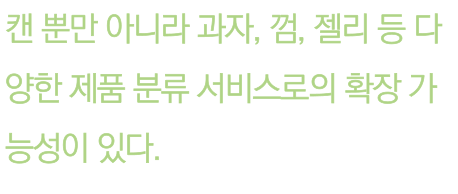 캔 뿐만 아니라 과자, 껌, 젤리 등 다
양한 제품 분류 서비스로의 확장 가
능성이 있다.